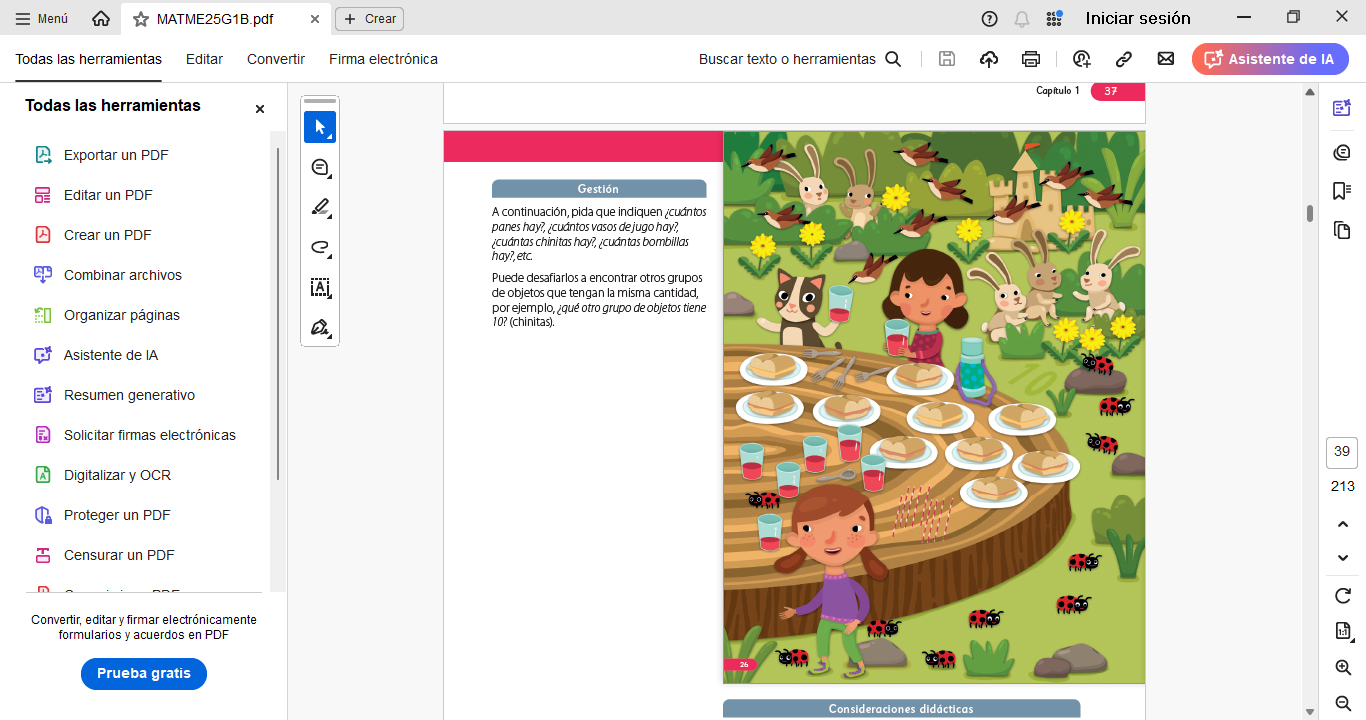 Menú
MATME25G1B.pdf
Crear
Iniciar sesión
Todas las herramientas
Editar
Convertir
Firma electrónica
Buscar texto o herramientas
Asistente de IA
Todas las herramientas
Exportar un PDF
Editar un PDF
Crear un PDF
Combinar archivos
Organizar páginas
Asistente de IA
Resumen generativo
Solicitar firmas electrónicas
Digitalizar y OCR
Proteger un PDF
Censurar un PDF
Convertir, editar y firmar electrónicamente
formularios y acuerdos en PDF
Prueba gratis
Capítulo 1 37
Gestión
A continuación, pida que indiquen ¿cuántos
panes hay?, ¿cuántos vasos de jugo hay?,
¿cuántas chinitas hay?, ¿cuántas bombillas
hay?, etc.
Puede desafiarlos a encontrar otros grupos
de objetos que tengan la misma cantidad,
por ejemplo, ¿qué otro grupo de objetos tiene
10? (chinitas).
10
26
Consideraciones didácticas
39
213
1:1